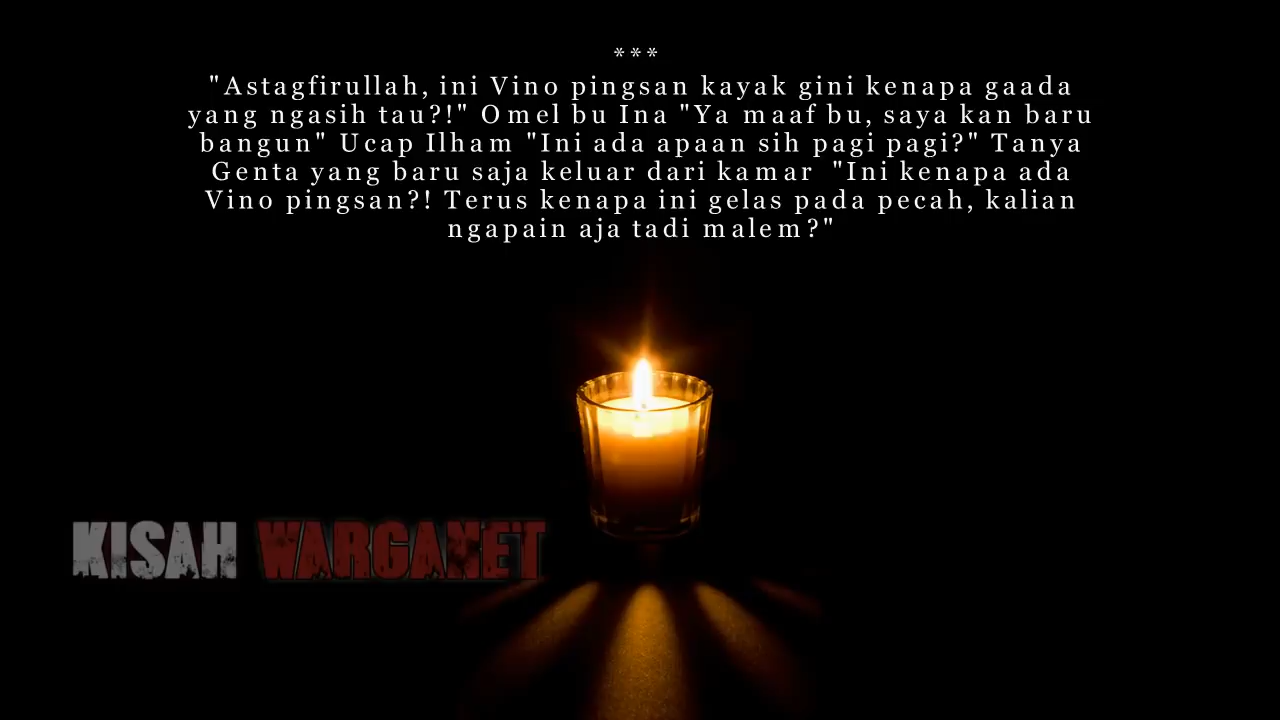 ***
"Astagfirullah, ini Vino pingsan kayak gini kenapa gaada
yang ngasih tau?!" Omel bu Ina "Ya maaf bu, saya kan baru
bangun" Ucap Ilham "Ini ada apaan sih pagi pagi?" Tanya
Genta yang baru saja keluar dari kamar  "Ini kenapa ada
Vino pingsan?! Terus kenapa ini gelas pada pecah, kalian
ngapain aja tadi malem?"
KISAH WARGANET